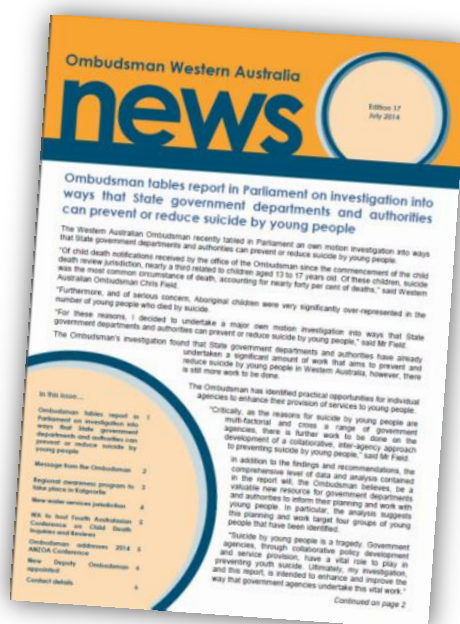 Ombudsman Western Australia
news
Edition 17
July 2014
Ombudsman tables report in Parliament on investigation into
ways that State government departments and authorities
can prevent or reduce suicide by young people
The Western Australian Ombudsman recently tabled in Parliament an own motion investigation into ways
that State government departments and authorities can prevent or reduce suicide by young people.
"Of child death notifications received by the office of the Ombudsman since the commencement of the child
death review jurisdiction, nearly a third related to children aged 13 to 17 years old. Of these children, suicide
was the most common circumstance of death, accounting for nearly forty per cent of deaths," said Western
Australian Ombudsman Chris Field.
"Furthermore, and of serious concern, Aboriginal children were very significantly over-represented in the
number of young people who died by suicide.
"For these reasons, I decided to undertake a major own motion investigation into ways that State
government departments and authorities can prevent or reduce suicide by young people," said Mr Field.
The Ombudsman's investigation found that State government departments and authorities have already
undertaken a significant amount of work that aims to prevent and
reduce suicide by young people in Western Australia, however, there
is still more work to be done.
The Ombudsman has identified practical opportunities for individual
agencies to enhance their provision of services to young people.
"Critically, as the reasons for suicide by young people are
multi-factorial and cross a range of government
agencies, there is further work to be done on the
development of a collaborative, inter-agency approach
to preventing suicide by young people," said Mr Field.
In addition to the findings and recommendations, the
comprehensive level of data and analysis contained
in the report will, the Ombudsman believes, be a
valuable new resource for government departments
and authorities to inform their planning and work with
young people. In particular, the analysis suggests
this planning and work target four groups of young
people that have been identified.
"Suicide by young people is a tragedy. Government
agencies, through collaborative policy development
and service provision, have a vital role to play in
preventing youth suicide. Ultimately, my investigation,
and this report, is intended to enhance and improve the
way that government agencies undertake this vital work."
Continued on page 2
In this issue...
Ombudsman tables report in 1
Parliament on investigation into
ways that State government
departments and authorities can
prevent or reduce suicide by
young people
Message from the Ombudsman 2
Regional awareness program to 3
take place in Kalgoorlie
New water services jurisdiction 4
WA to host Fourth Australasian 5
Conference on Child Death
Inquiries and Reviews
Ombudsman addresses 2014 5
ANZOA Conference
New Deputy Ombudsman 6
appointed
Contact details 6